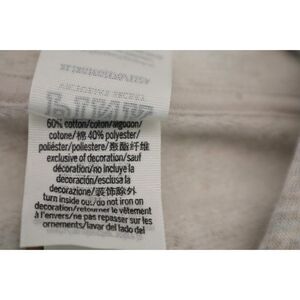 60% cotton/coton/algodon/
cotone/棉 40% polyester/
poliéster/poliestere/聚酯纤维
exclusive of decoration/sauf
décoration/no incluye la
decoración/esclusa la
decorazione/装饰除外
turn inside out/do not iron on
decoration/retourner le vêtement
à l'envers/ne pas repasser sur les
ornements/lavar del lado del